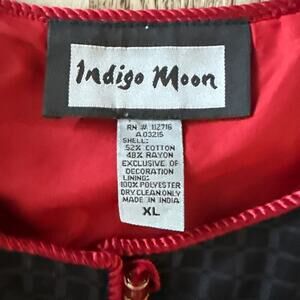 Indigo Moon
RN # 112716
A03215
SHELL:
52% COTTON
48% RAYON
EXCLUSIVE OF
DECORATION
LINING:
100% POLYESTER
DRY CLEAN ONLY
MADE IN INDIA
XL